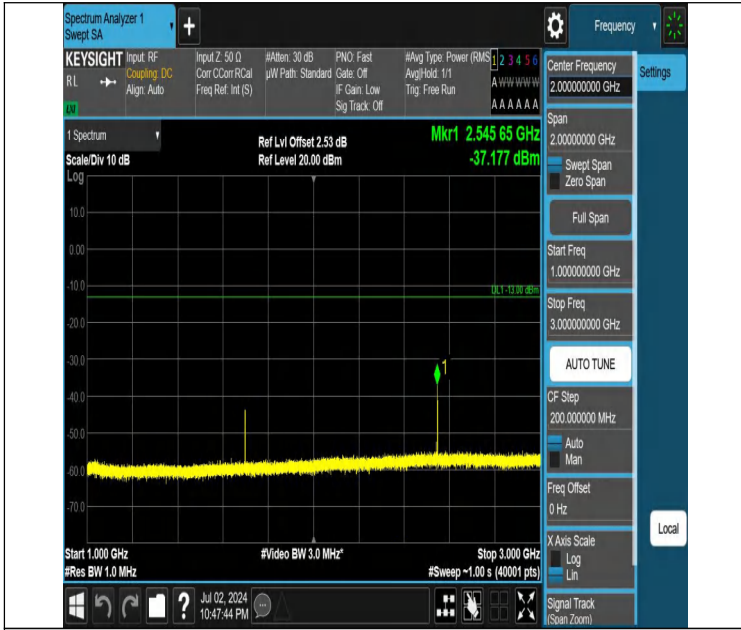 Spectrum Analyzer 1
Swept SA
+
Frequency
KEYSIGHT
RL
Input: RF
Coupling: DC
Align: Auto
Input Z: 50 Ω
Corr CCorr RCal
Freq Ref: Int (S)
#Atten: 30 dB
µW Path: Standard
PNO: Fast
Gate: Off
IF Gain: Low
Sig Track: Off
#Avg Type: Power (RMS
Avg|Hold: 1/1
Trig: Free Run
1 2 3 4 5 6
A W W W W W
A A A A A A
1 Spectrum
Scale/Div 10 dB
Log
Ref Lvl Offset 2.53 dB
Ref Level 20.00 dBm
Mkr1 2.545 65 GHz
-37.177 dBm
10.0
0.00
-10.0
-20.0
-30.0
-40.0
-50.0
-60.0
-70.0
DL1 -13.00 dBm
1
Start 1.000 GHz
#Res BW 1.0 MHz
#Video BW 3.0 MHz*
Stop 3.000 GHz
#Sweep ~1.00 s (40001 pts)
?
Jul 02, 2024
10:47:44 PM
Center Frequency
2.000000000 GHz
Settings
Span
2.00000000 GHz
Swept Span
Zero Span
Full Span
Start Freq
1.000000000 GHz
Stop Freq
3.000000000 GHz
AUTO TUNE
CF Step
200.000000 MHz
Auto
Man
Freq Offset
0 Hz
X Axis Scale
Log
Lin
Local
Signal Track
(Span Zoom)